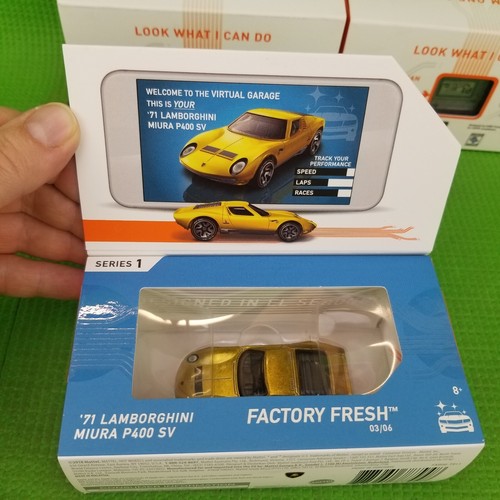 LOOK WHAT I CAN DO
LOOK WHAT I
WELCOME TO THE VIRTUAL GARAGE
THIS IS YOUR
'71 LAMBORGHINI
MIURA P400 SV
TRACK YOUR
PERFORMANCE
SPEED
LAPS
RACES
SERIES 1
'71 LAMBORGHINI
MIURA P400 SV
FACTORY FRESH™
03/06
8+